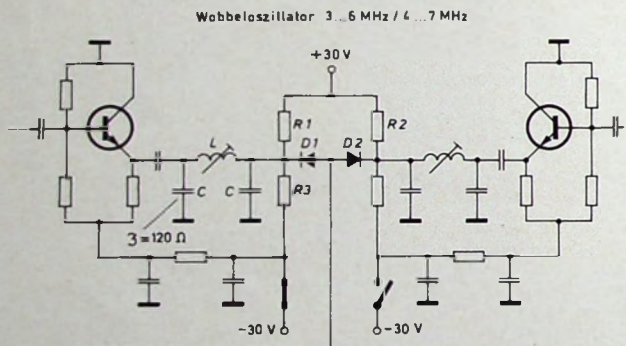 Wobbeloszillator 3...6 MHz / 4...7 MHz
+30 V
R1
R2
L
D1
D2
C
C
R3
3 = 120 Ω
-30 V
-30 V